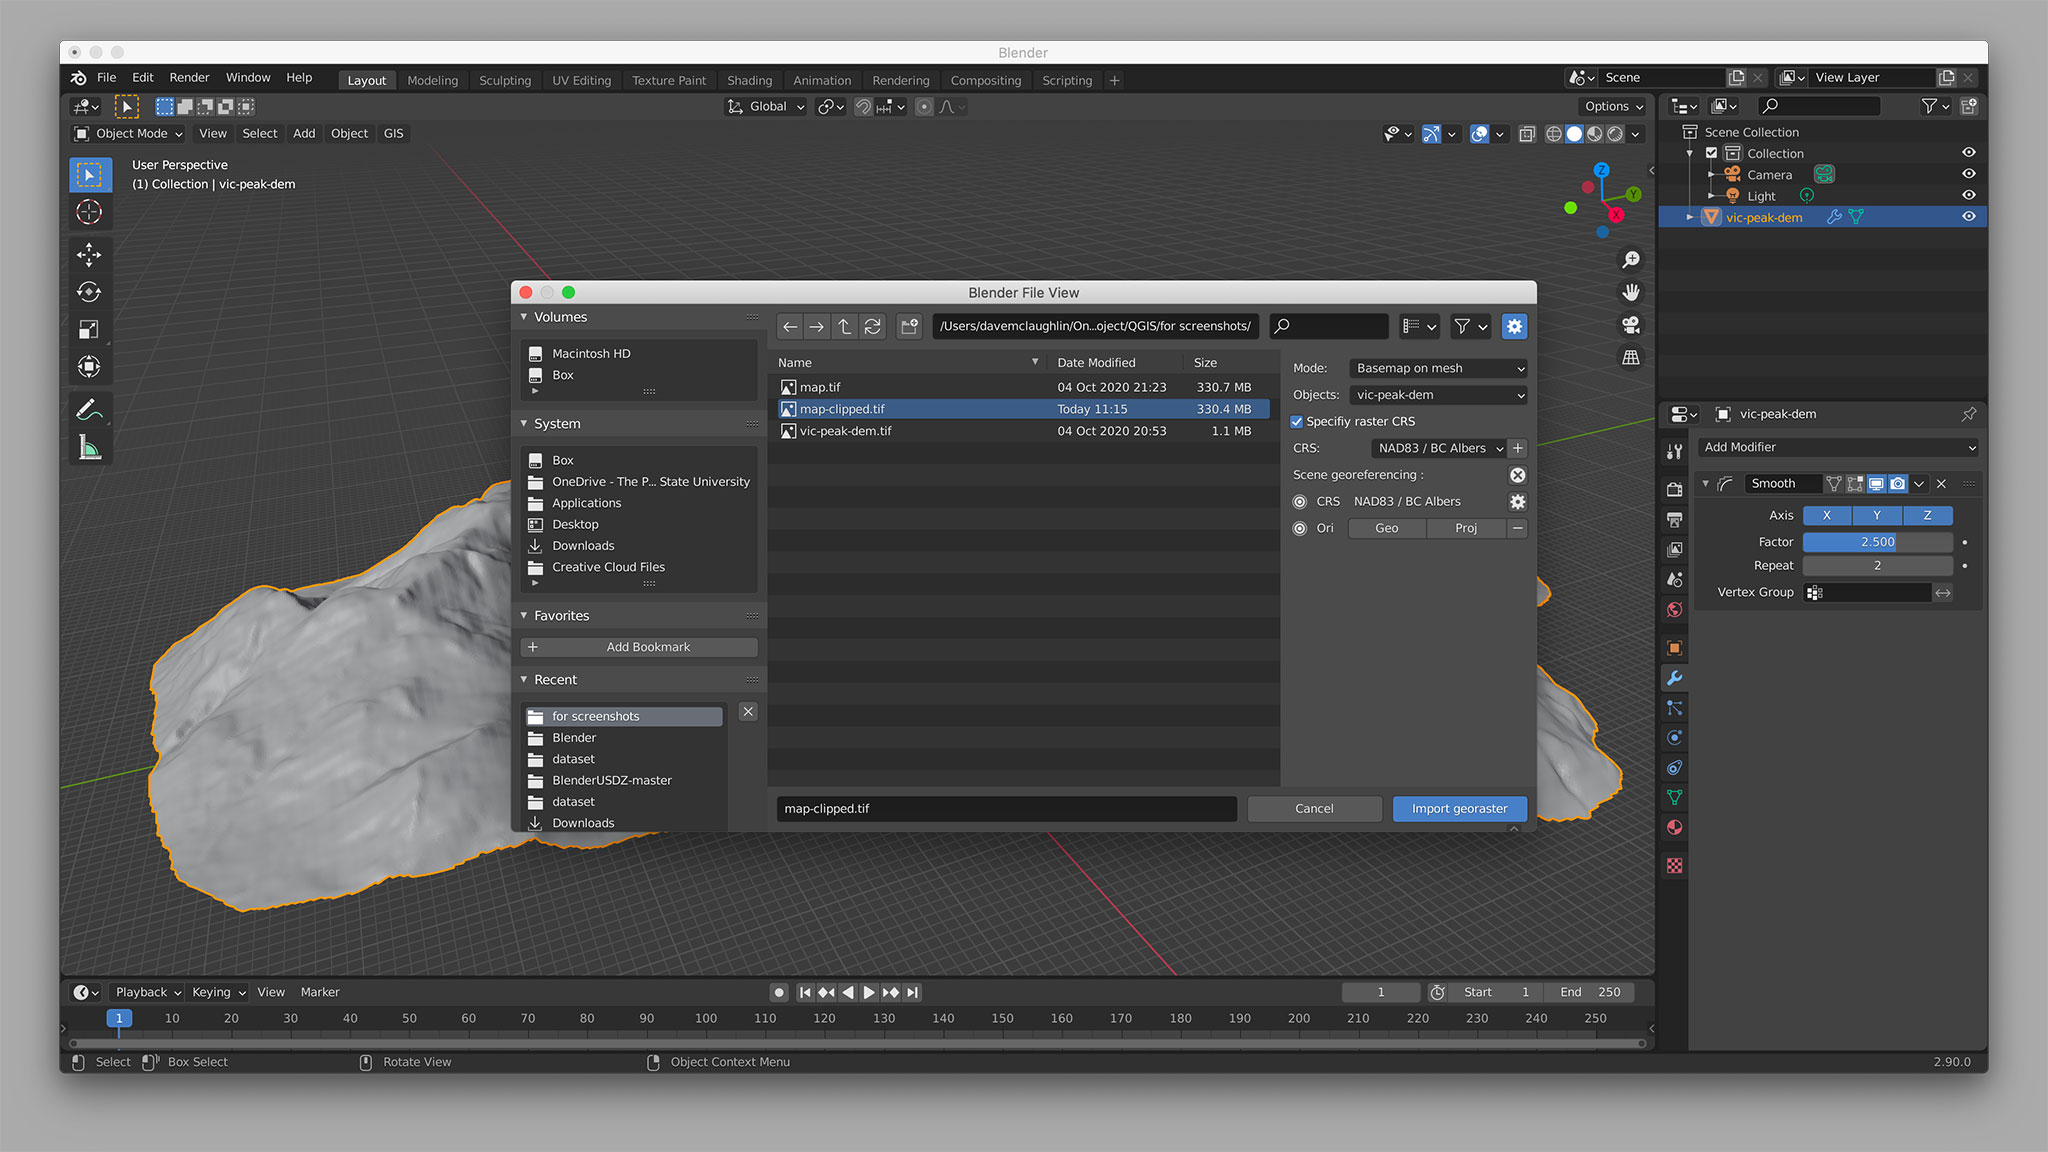 Blender
File Edit Render Window Help Layout Modeling Sculpting UV Editing Texture Paint Shading Animation Rendering Compositing Scripting + Scene View Layer
Global Options
Object Mode View Select Add Object GIS
User Perspective
(1) Collection | vic-peak-dem
Z
Y
X
Scene Collection
Collection
Camera
Light
vic-peak-dem
Blender File View
Volumes
Macintosh HD
Box
System
Box
OneDrive - The P... State University
Applications
Desktop
Downloads
Creative Cloud Files
Favorites
+ Add Bookmark
Recent
for screenshots
Blender
dataset
BlenderUSDZ-master
dataset
Downloads
/Users/davemclaughlin/On...oject/QGIS/for screenshots/
Name Date Modified Size
map.tif 04 Oct 2020 21:23 330.7 MB
map-clipped.tif Today 11:15 330.4 MB
vic-peak-dem.tif 04 Oct 2020 20:53 1.1 MB
Mode: Basemap on mesh
Objects: vic-peak-dem
Specifiy raster CRS
CRS: NAD83 / BC Albers +
Scene georeferencing :
CRS NAD83 / BC Albers
Ori Geo Proj −
map-clipped.tif Cancel Import georaster
vic-peak-dem
Add Modifier
Smooth
Axis X Y Z
Factor 2.500
Repeat 2
Vertex Group
Playback Keying View Marker 1 Start 1 End 250
1 10 20 30 40 50 60 70 80 90 100 110 120 130 140 150 160 170 180 190 200 210 220 230 240 250
Select Box Select Rotate View Object Context Menu 2.90.0